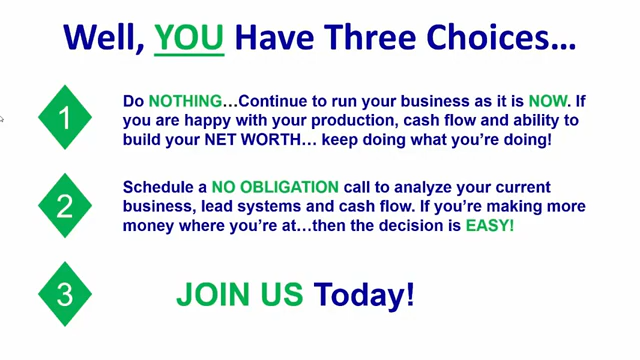 Well, YOU Have Three Choices…
1
Do NOTHING…Continue to run your business as it is NOW. If
you are happy with your production, cash flow and ability to
build your NET WORTH… keep doing what you’re doing!
2
Schedule a NO OBLIGATION call to analyze your current
business, lead systems and cash flow. If you’re making more
money where you’re at…then the decision is EASY!
3
JOIN US Today!